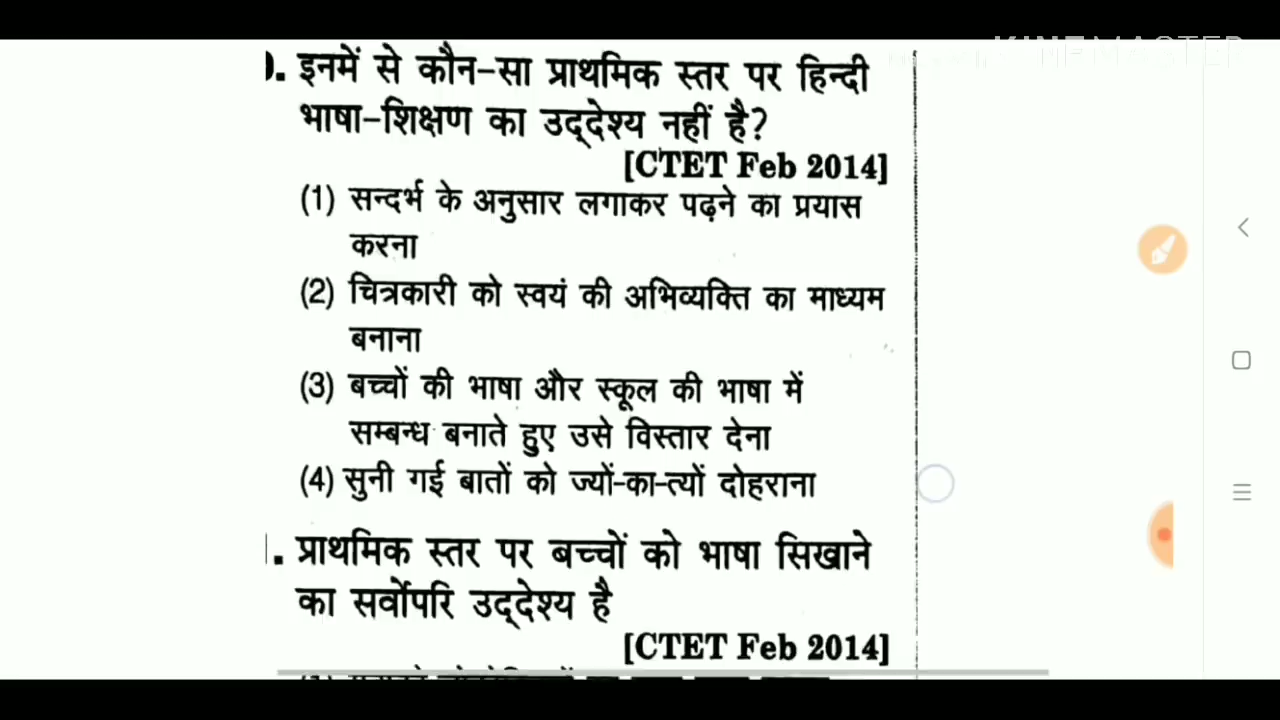 KINEMASTER
. इनमें से कौन-सा प्राथमिक स्तर पर हिन्दी
भाषा-शिक्षण का उद्देश्य नहीं है?
[CTET Feb 2014]
(1) सन्दर्भ के अनुसार लगाकर पढ़ने का प्रयास
करना
(2) चित्रकारी को स्वयं की अभिव्यक्ति का माध्यम
बनाना
(3) बच्चों की भाषा और स्कूल की भाषा में
सम्बन्ध बनाते हुए उसे विस्तार देना
(4) सुनी गई बातों को ज्यों-का-त्यों दोहराना
. प्राथमिक स्तर पर बच्चों को भाषा सिखाने
का सर्वोपरि उद्देश्य है
[CTET Feb 2014]